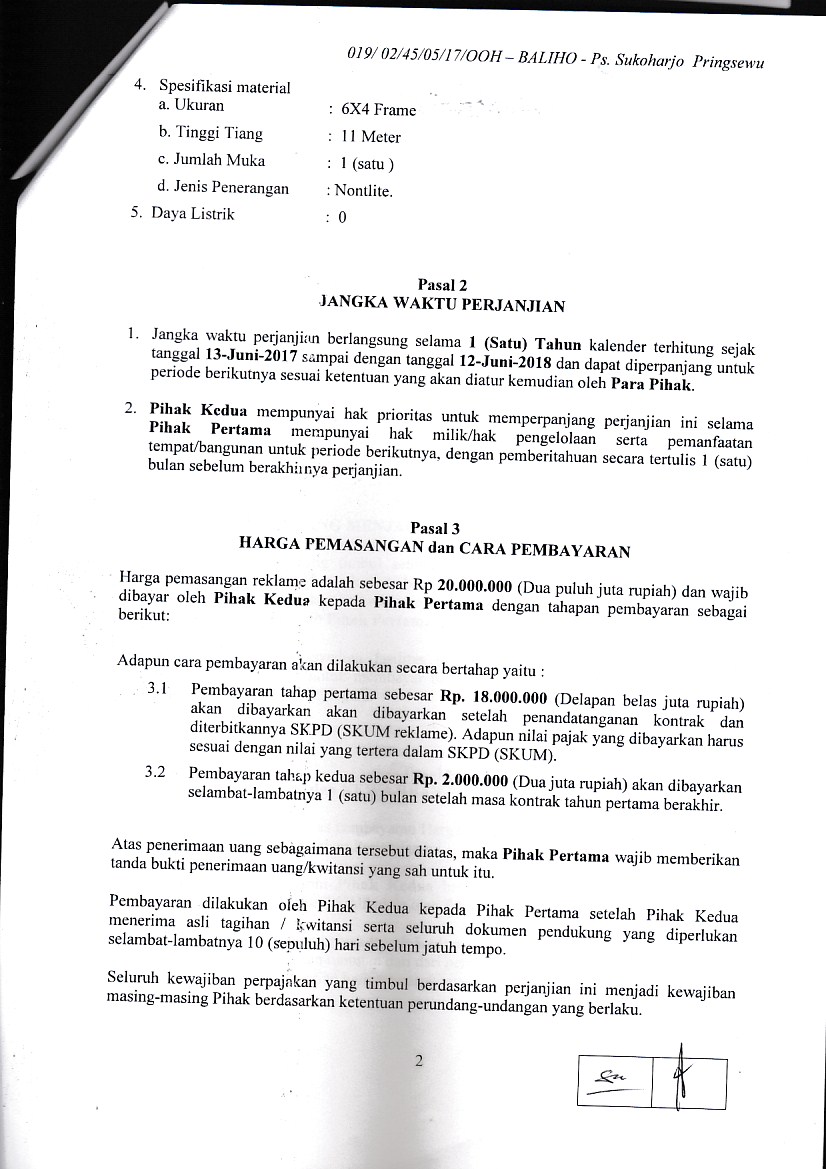 019/ 02/45/05/17/OOH – BALIHO - Ps. Sukoharjo Pringsewu
4. Spesifikasi material
a. Ukuran : 6X4 Frame
b. Tinggi Tiang : 11 Meter
c. Jumlah Muka : 1 (satu )
d. Jenis Penerangan : Nontlite.
5. Daya Listrik : 0
Pasal 2
JANGKA WAKTU PERJANJIAN
1. Jangka waktu perjanjian berlangsung selama 1 (Satu) Tahun kalender terhitung sejak
tanggal 13-Juni-2017 sampai dengan tanggal 12-Juni-2018 dan dapat diperpanjang untuk
periode berikutnya sesuai ketentuan yang akan diatur kemudian oleh Para Pihak.
2. Pihak Kedua mempunyai hak prioritas untuk memperpanjang perjanjian ini selama
Pihak Pertama mempunyai hak milik/hak pengelolaan serta pemanfaatan
tempat/bangunan untuk periode berikutnya, dengan pemberitahuan secara tertulis 1 (satu)
bulan sebelum berakhirnya perjanjian.
Pasal 3
HARGA PEMASANGAN dan CARA PEMBAYARAN
Harga pemasangan reklame adalah sebesar Rp 20.000.000 (Dua puluh juta rupiah) dan wajib
dibayar oleh Pihak Kedua kepada Pihak Pertama dengan tahapan pembayaran sebagai
berikut:
Adapun cara pembayaran akan dilakukan secara bertahap yaitu :
3.1 Pembayaran tahap pertama sebesar Rp. 18.000.000 (Delapan belas juta rupiah)
akan dibayarkan akan dibayarkan setelah penandatanganan kontrak dan
diterbitkannya SKPD (SKUM reklame). Adapun nilai pajak yang dibayarkan harus
sesuai dengan nilai yang tertera dalam SKPD (SKUM).
3.2 Pembayaran tahap kedua sebesar Rp. 2.000.000 (Dua juta rupiah) akan dibayarkan
selambat-lambatnya 1 (satu) bulan setelah masa kontrak tahun pertama berakhir.
Atas penerimaan uang sebagaimana tersebut diatas, maka Pihak Pertama wajib memberikan
tanda bukti penerimaan uang/kwitansi yang sah untuk itu.
Pembayaran dilakukan oleh Pihak Kedua kepada Pihak Pertama setelah Pihak Kedua
menerima asli tagihan / kwitansi serta seluruh dokumen pendukung yang diperlukan
selambat-lambatnya 10 (sepuluh) hari sebelum jatuh tempo.
Seluruh kewajiban perpajakan yang timbul berdasarkan perjanjian ini menjadi kewajiban
masing-masing Pihak berdasarkan ketentuan perundang-undangan yang berlaku.
2